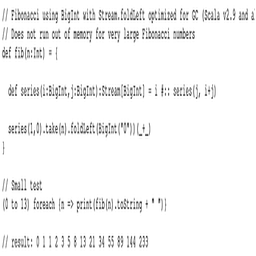 // Fibonacci using BigInt with Stream.foldLeft optimized for GC (Scala v2.9 and a
// Does not run out of memory for very large Fibonacci numbers
def fib(n:Int) = {
def series(i:BigInt,j:BigInt):Stream[BigInt] = i #:: series(j, i+j)
series(1,0).take(n).foldLeft(BigInt("0"))(_+_)
}
// Small test
(0 to 13) foreach {n => print(fib(n).toString + " ")}
// result: 0 1 1 2 3 5 8 13 21 34 55 89 144 233